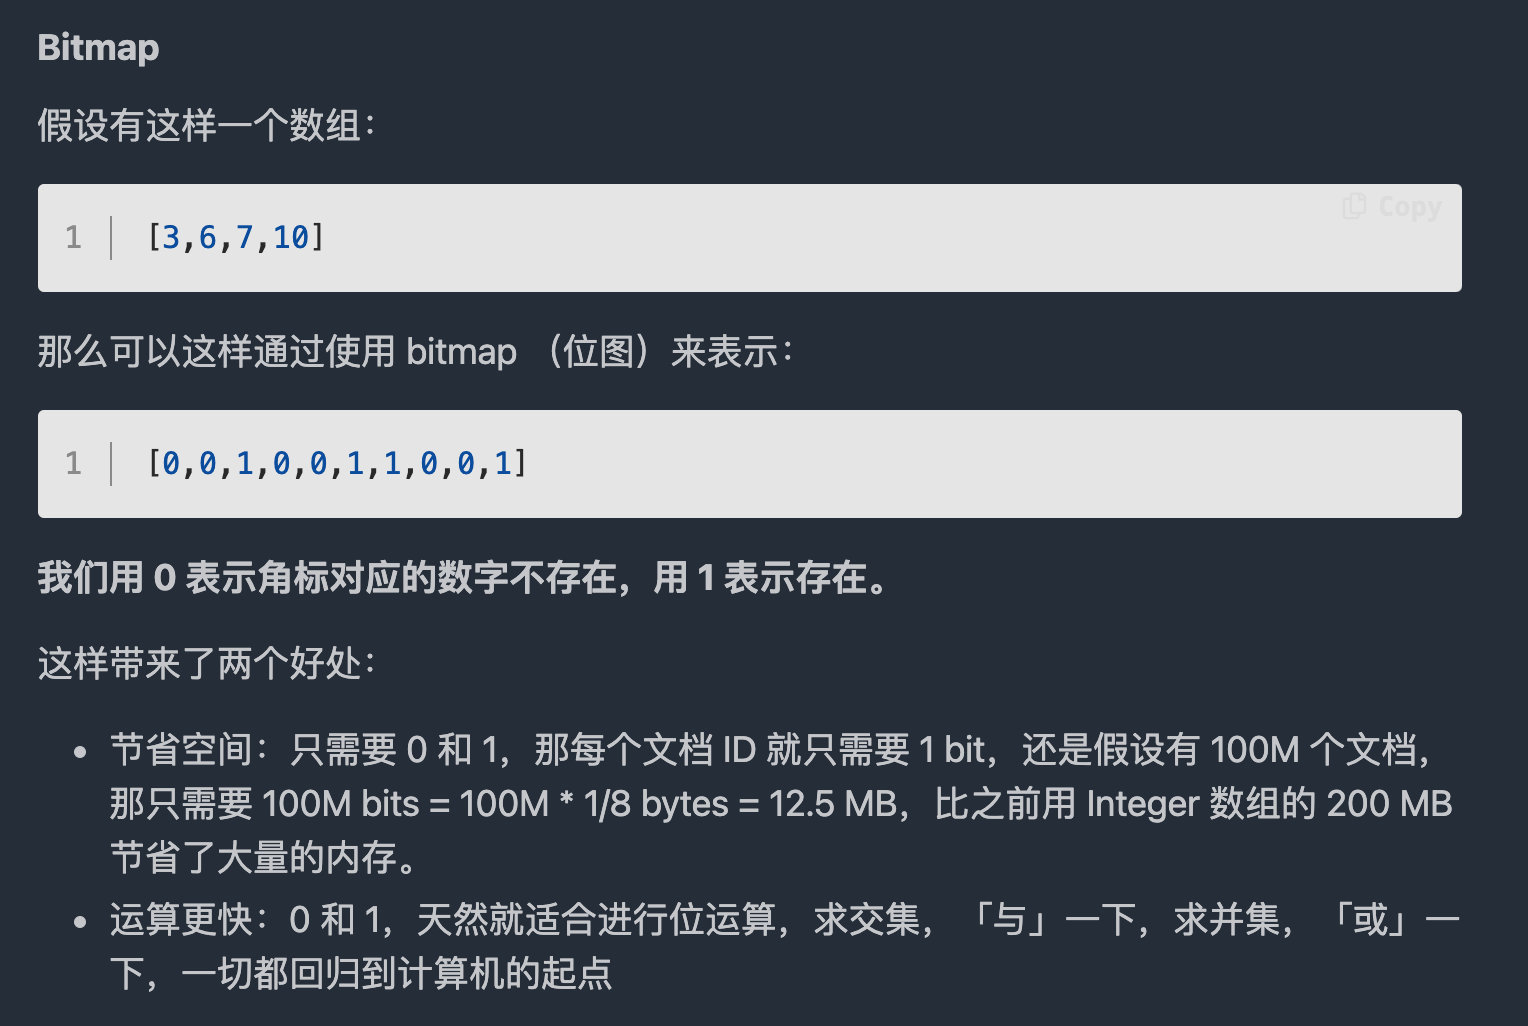 Bitmap
假设有这样一个数组：
Copy
1 [3,6,7,10]
那么可以这样通过使用 bitmap （位图）来表示：
1 [0,0,1,0,0,1,1,0,0,1]
我们用 0 表示角标对应的数字不存在，用 1 表示存在。
这样带来了两个好处：
• 节省空间：只需要 0 和 1，那每个文档 ID 就只需要 1 bit，还是假设有 100M 个文档，
那只需要 100M bits = 100M * 1/8 bytes = 12.5 MB，比之前用 Integer 数组的 200 MB
节省了大量的内存。
• 运算更快：0 和 1，天然就适合进行位运算，求交集，「与」一下，求并集，「或」一
下，一切都回归到计算机的起点